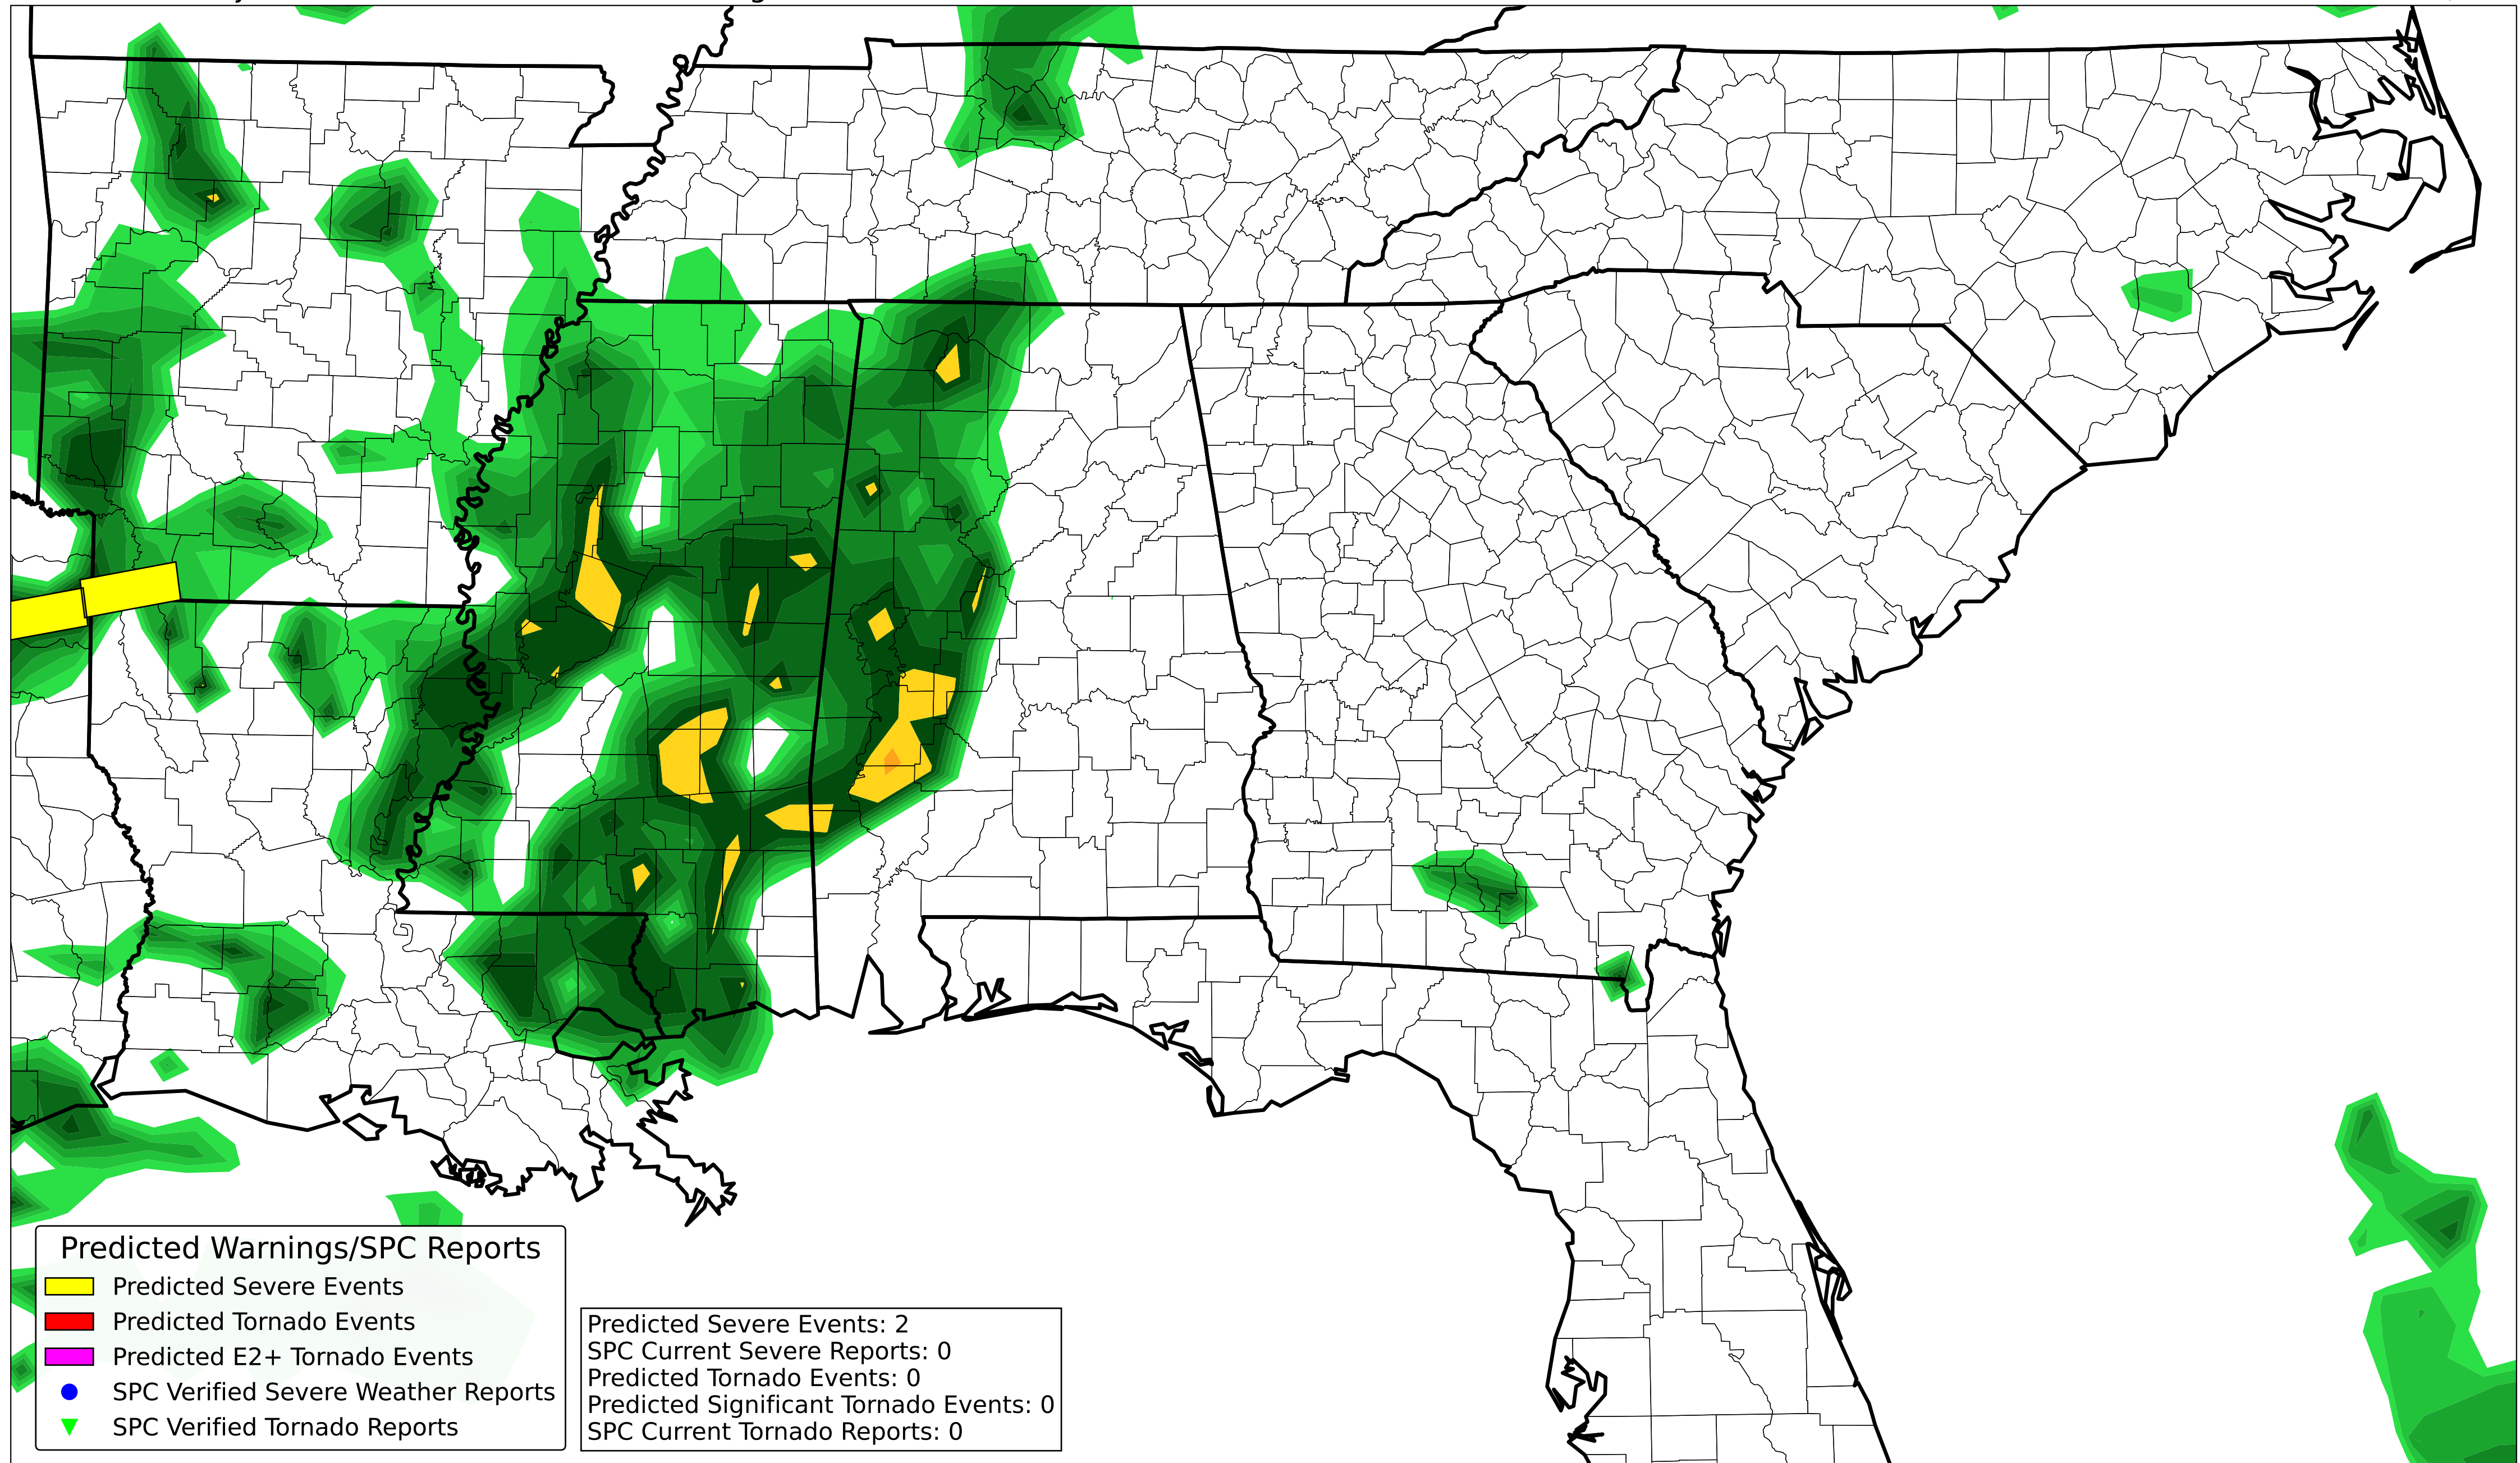 Predicted Warnings/SPC Reports
Predicted Severe Events
Predicted Tornado Events
Predicted E2+ Tornado Events
SPC Verified Severe Weather Reports
SPC Verified Tornado Reports
Predicted Severe Events: 2
SPC Current Severe Reports: 0
Predicted Tornado Events: 0
Predicted Significant Tornado Events: 0
SPC Current Tornado Reports: 0